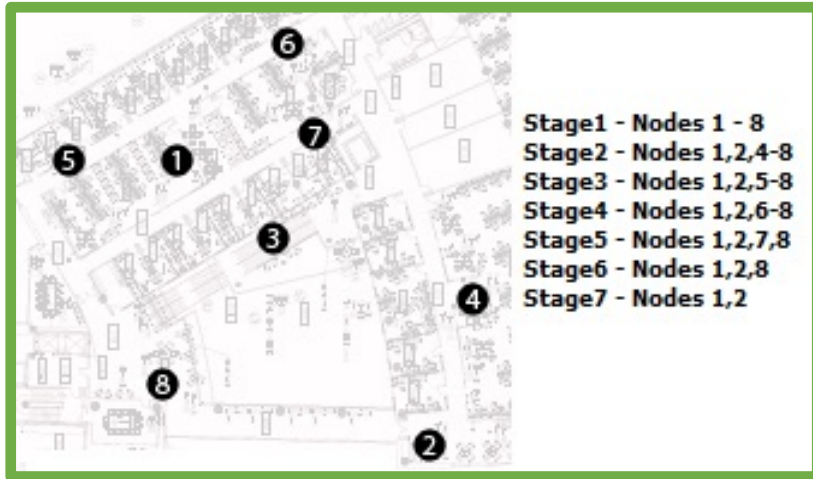 6
7
5
1
3
4
8
2
Stage1 - Nodes 1 - 8
Stage2 - Nodes 1,2,4-8
Stage3 - Nodes 1,2,5-8
Stage4 - Nodes 1,2,6-8
Stage5 - Nodes 1,2,7,8
Stage6 - Nodes 1,2,8
Stage7 - Nodes 1,2